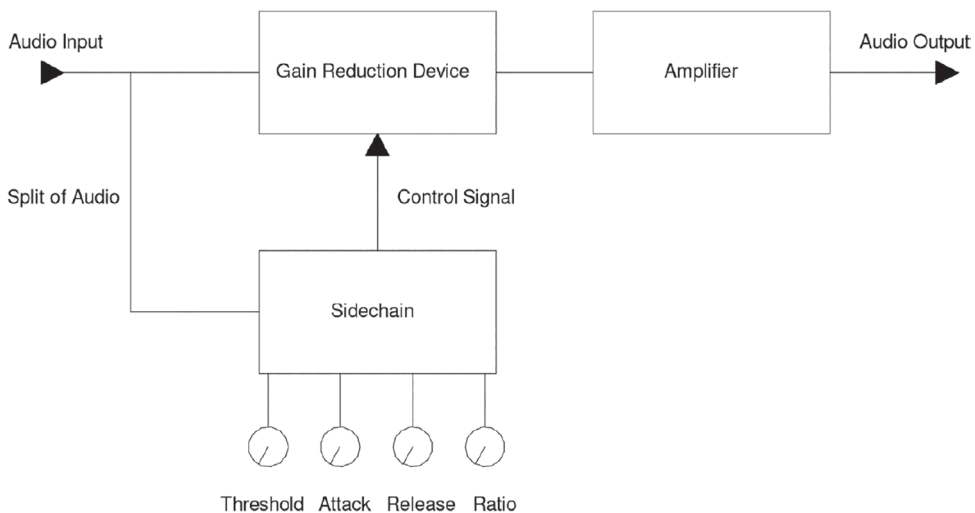 Audio Input
Audio Output
Gain Reduction Device
Amplifier
Split of Audio
Control Signal
Sidechain
Threshold Attack Release Ratio